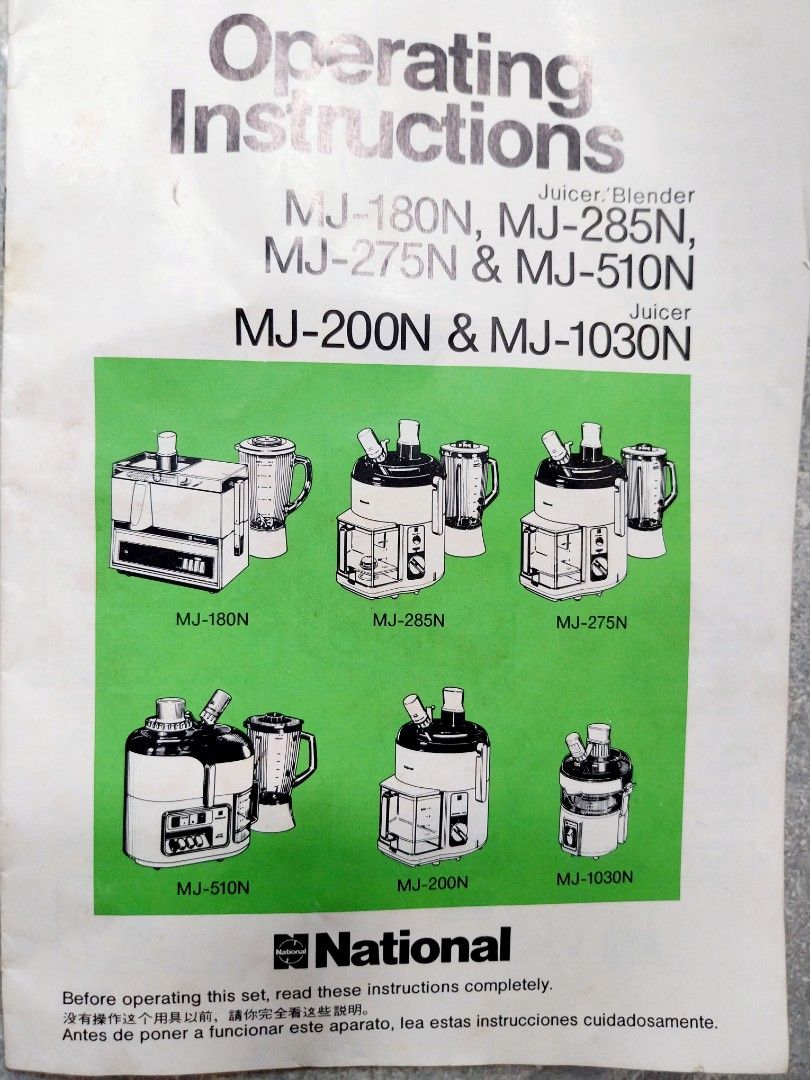 Operating
Instructions
Juicer/Blender
MJ-180N, MJ-285N,
MJ-275N & MJ-510N
Juicer
MJ-200N & MJ-1030N
MJ-180N
MJ-285N
MJ-275N
MJ-510N
MJ-200N
MJ-1030N
National National
Before operating this set, read these instructions completely.
没有操作这个用具以前，請你完全看这些説明。
Antes de poner a funcionar este aparato, lea estas instrucciones cuidadosamente.